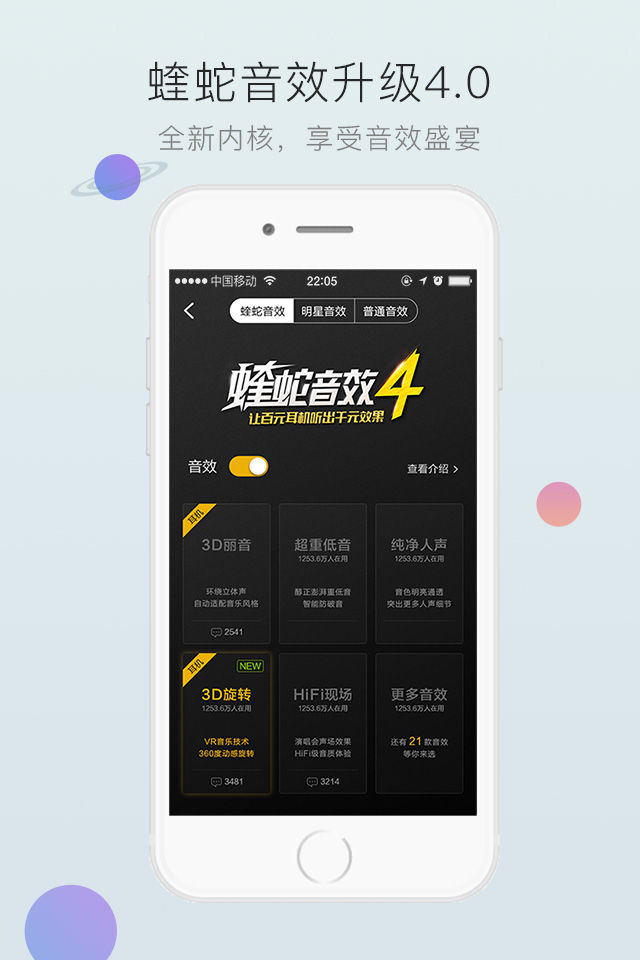 蝰蛇音效升级4.0
全新内核，享受音效盛宴
中国移动
22:05
蝰蛇音效
明星音效
普通音效
蝰蛇音效4
让百元耳机听出千元效果
音效
查看介绍
耳机
3D丽音
环绕立体声
自动适配音乐风格
2541
超重低音
1253.6万人在用
醇正澎湃重低音
智能防破音
纯净人声
1253.6万人在用
音色明亮通透
突出更多人声细节
耳机
NEW
3D旋转
1253.6万人在用
VR音乐技术
360度动感旋转
3481
HiFi现场
1253.6万人在用
演唱会声场效果
HiFi级音质体验
3214
更多音效
还有 21 款音效
等你来选